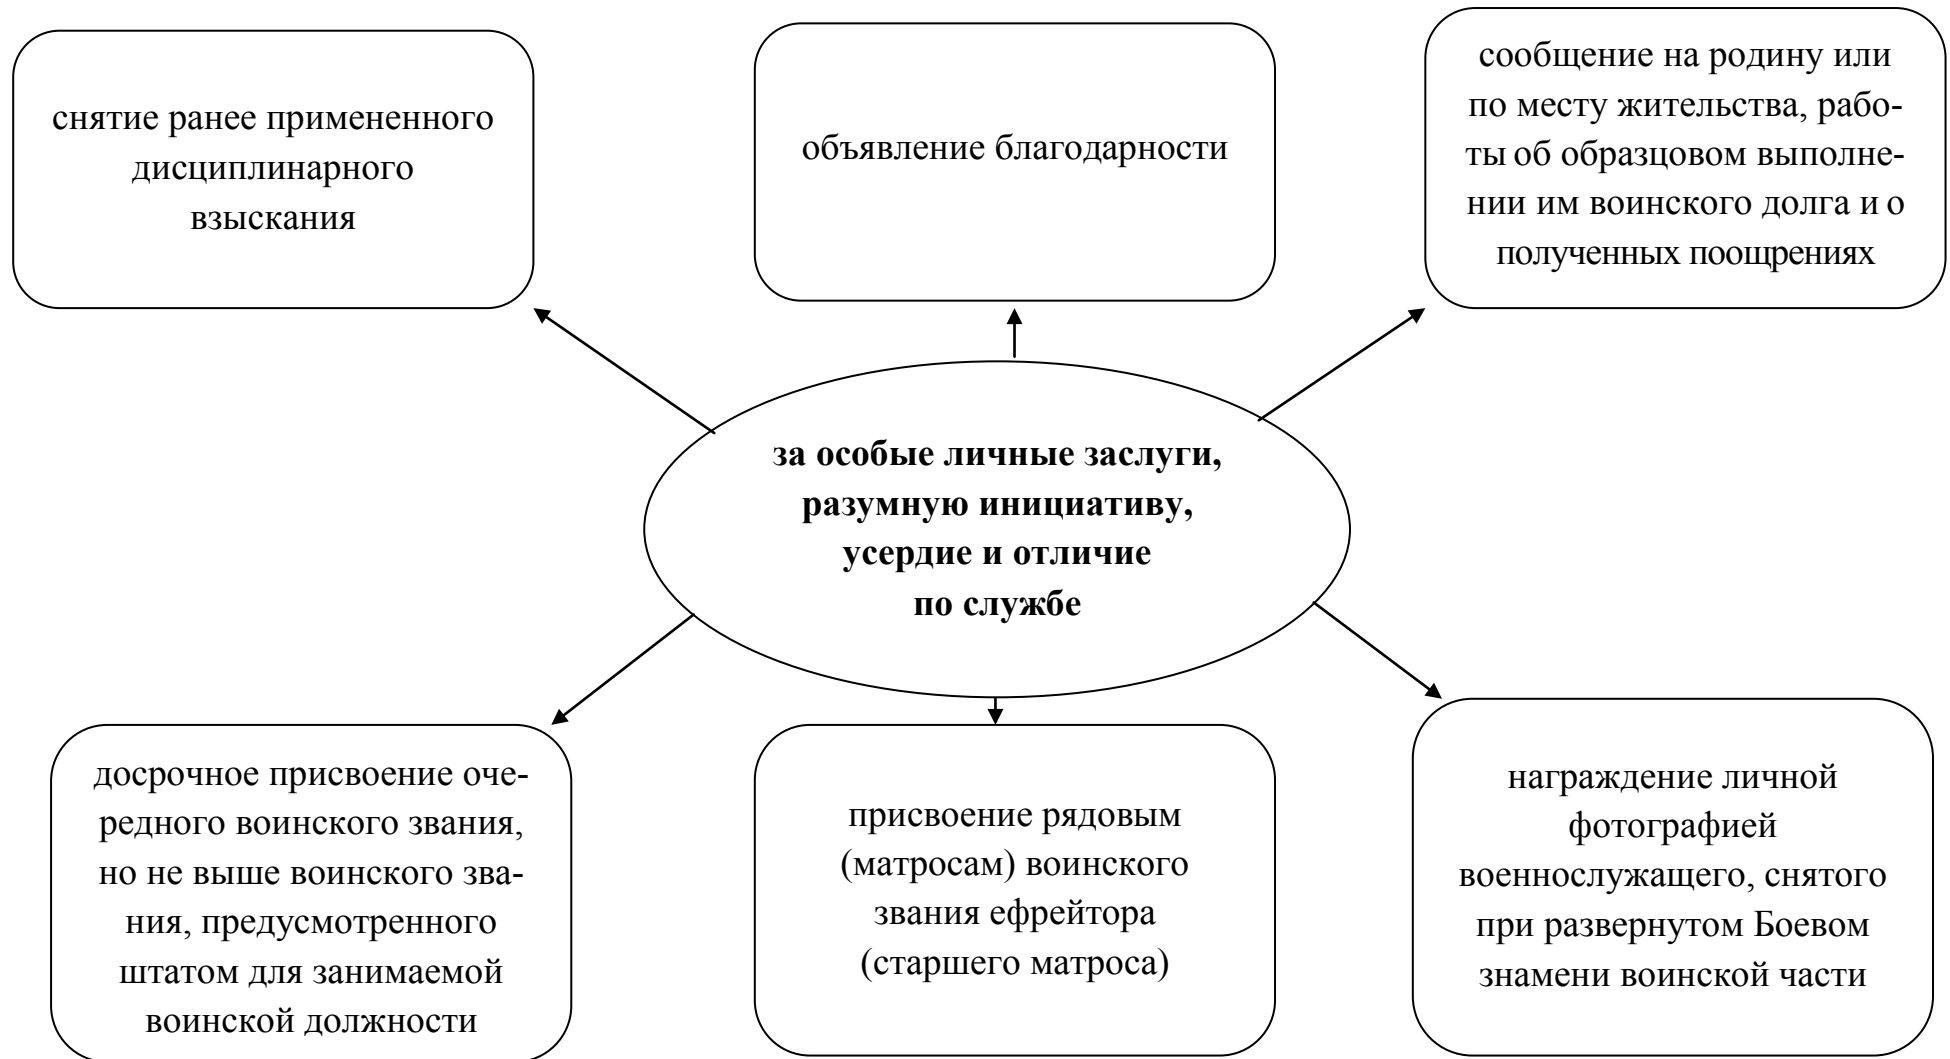 снятие ранее примененного
дисциплинарного
взыскания
объявление благодарности
сообщение на родину или
по месту жительства, рабо-
ты об образцовом выполне-
нии им воинского долга и о
полученных поощрениях
за особые личные заслуги,
разумную инициативу,
усердие и отличие
по службе
досрочное присвоение оче-
редного воинского звания,
но не выше воинского зва-
ния, предусмотренного
штатом для занимаемой
воинской должности
присвоение рядовым
(матросам) воинского
звания ефрейтора
(старшего матроса)
награждение личной
фотографией
военнослужащего, снятого
при развернутом Боевом
знамени воинской части